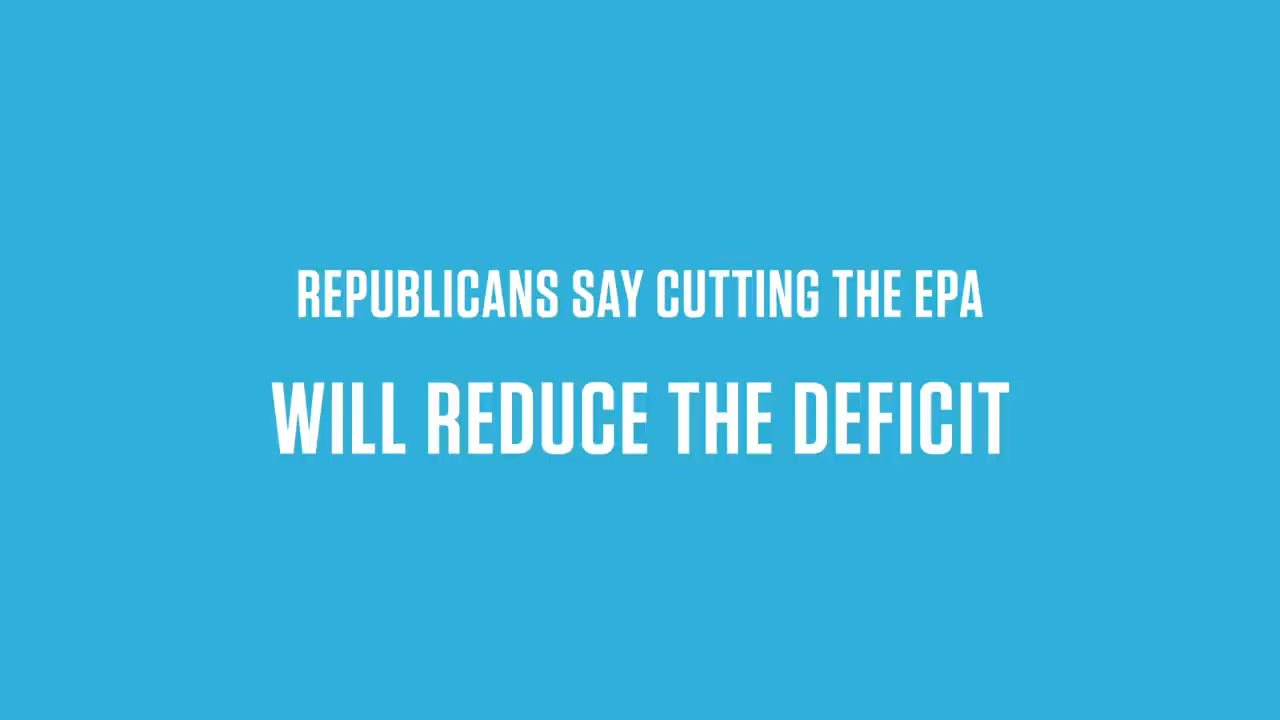 REPUBLICANS SAY CUTTING THE EPA
WILL REDUCE THE DEFICIT